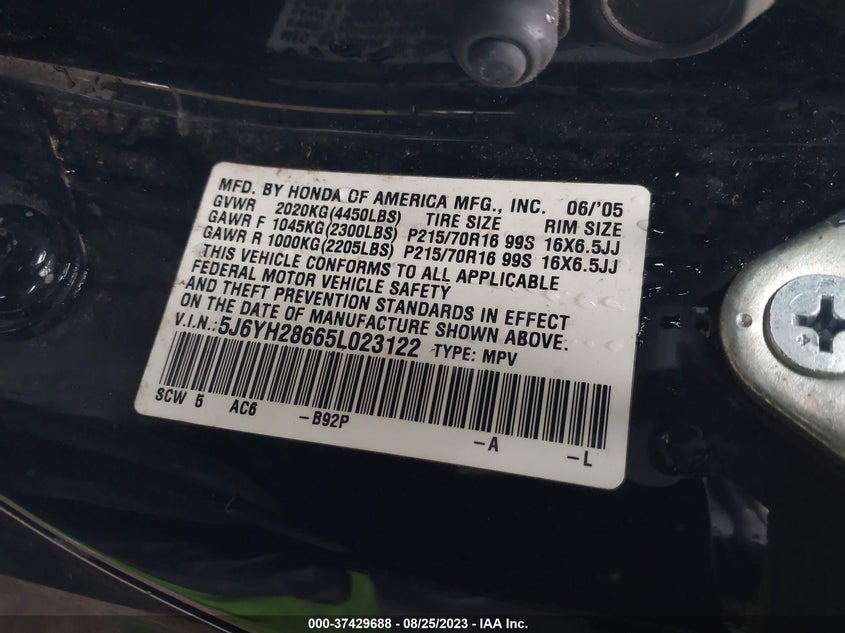 MFD. BY HONDA OF AMERICA MFG., INC. 06/'05
GVWR 2020KG(4450LBS) TIRE SIZE RIM SIZE
GAWR F 1045KG(2300LBS) P215/70R16 99S 16X6.5JJ
GAWR R 1000KG(2205LBS) P215/70R16 99S 16X6.5JJ
THIS VEHICLE CONFORMS TO ALL APPLICABLE
FEDERAL MOTOR VEHICLE SAFETY
AND THEFT PREVENTION STANDARDS IN EFFECT
ON THE DATE OF MANUFACTURE SHOWN ABOVE.
V.I.N.: 5J6YH28665L023122 TYPE: MPV
SCW 5 AC6 -B92P -A -L
000-37429688 - 08/25/2023 - IAA Inc.